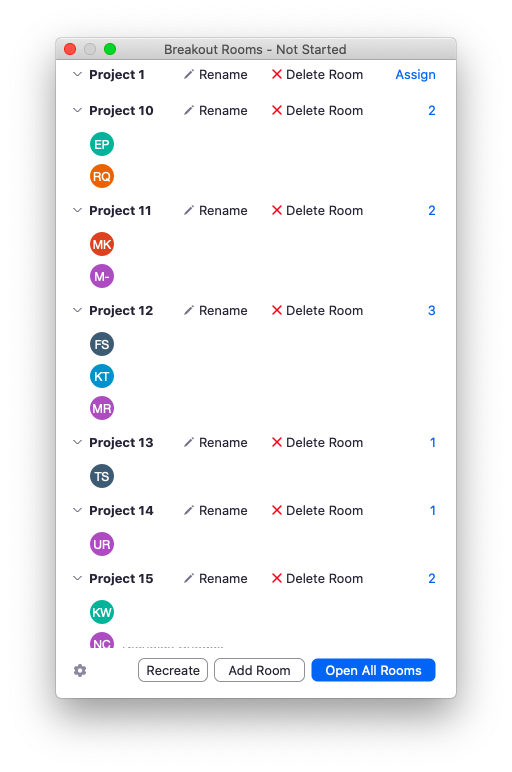 Breakout Rooms - Not Started
Project 1 Rename Delete Room Assign
Project 10 Rename Delete Room 2
EP
RQ
Project 11 Rename Delete Room 2
MK
M-
Project 12 Rename Delete Room 3
FS
KT
MR
Project 13 Rename Delete Room 1
TS
Project 14 Rename Delete Room 1
UR
Project 15 Rename Delete Room 2
KW
NC
Recreate Add Room Open All Rooms